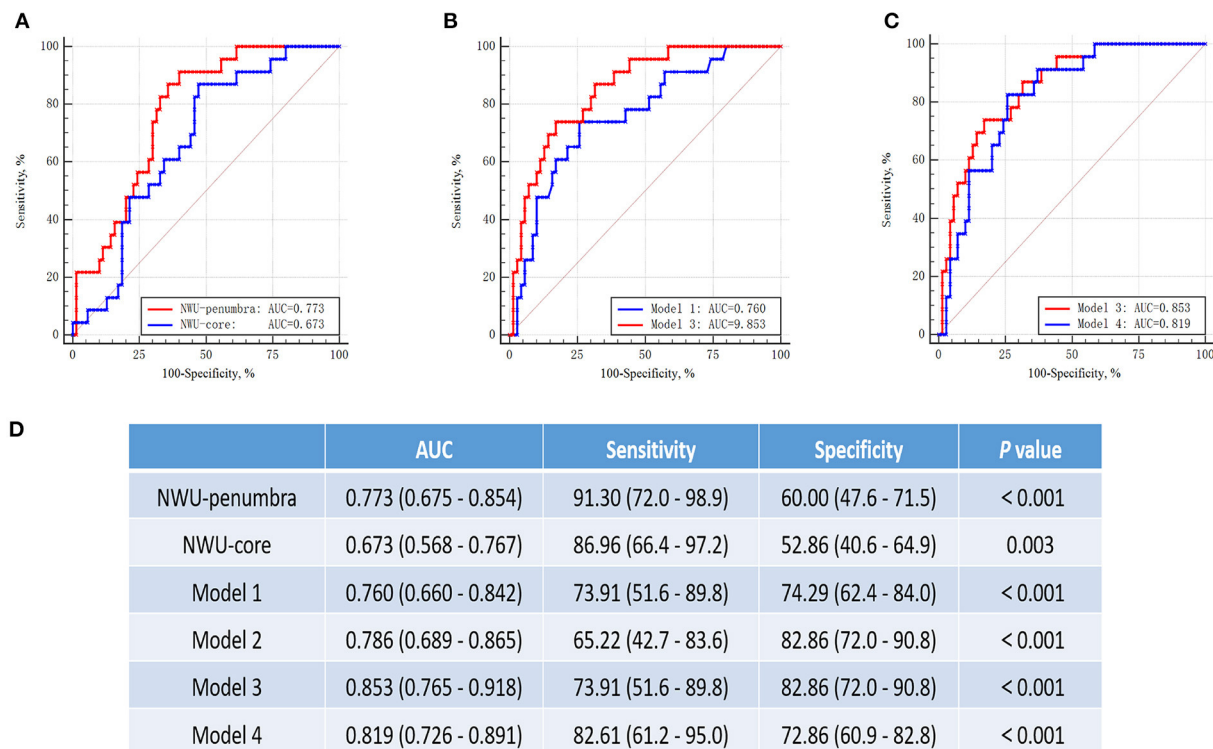 A
B
C
100
80
60
40
20
0
Sensitivity, %
NWU-penumbra: AUC=0.773
NWU-core: AUC=0.673
0 25 50 75 100
100-Specificity, %
100
80
60
40
20
0
Sensitivity, %
Model 1: AUC=0.760
Model 3: AUC=9.853
0 25 50 75 100
100-Specificity, %
100
80
60
40
20
0
Sensitivity, %
Model 3: AUC=0.853
Model 4: AUC=0.819
0 25 50 75 100
100-Specificity, %
D
AUC Sensitivity Specificity P value
NWU-penumbra 0.773 (0.675 - 0.854) 91.30 (72.0 - 98.9) 60.00 (47.6 - 71.5) < 0.001
NWU-core 0.673 (0.568 - 0.767) 86.96 (66.4 - 97.2) 52.86 (40.6 - 64.9) 0.003
Model 1 0.760 (0.660 - 0.842) 73.91 (51.6 - 89.8) 74.29 (62.4 - 84.0) < 0.001
Model 2 0.786 (0.689 - 0.865) 65.22 (42.7 - 83.6) 82.86 (72.0 - 90.8) < 0.001
Model 3 0.853 (0.765 - 0.918) 73.91 (51.6 - 89.8) 82.86 (72.0 - 90.8) < 0.001
Model 4 0.819 (0.726 - 0.891) 82.61 (61.2 - 95.0) 72.86 (60.9 - 82.8) < 0.001